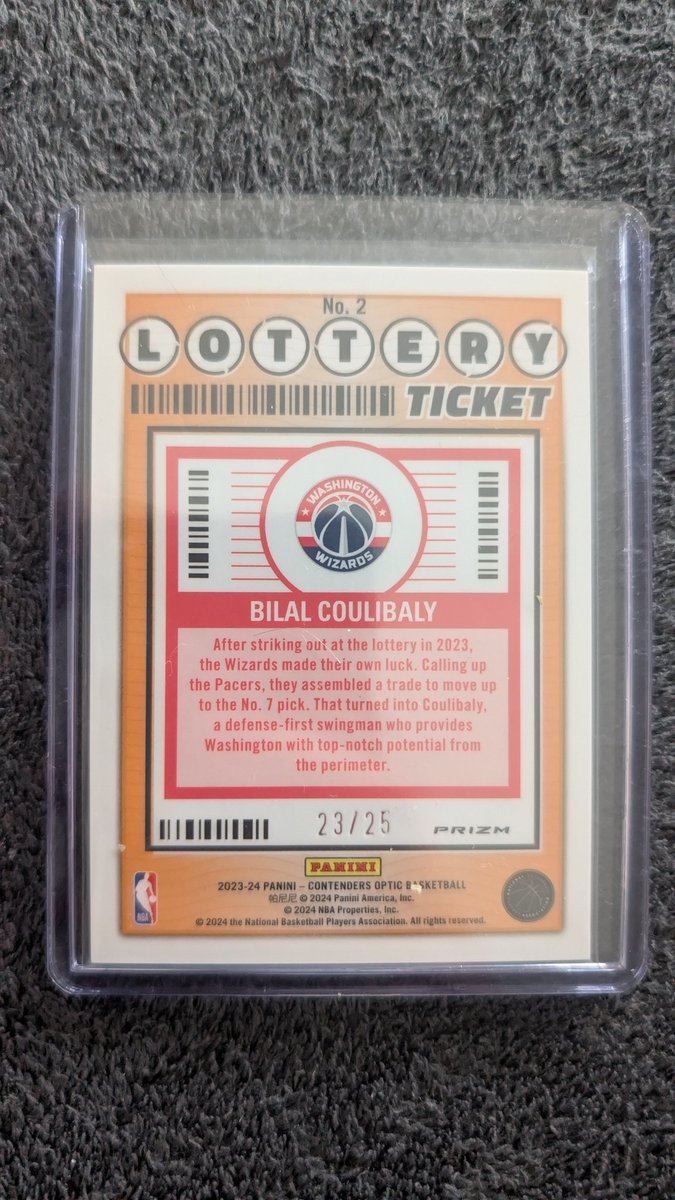 No. 2
LOTTERY
TICKET
WASHINGTON
WIZARDS
BILAL COULIBALY
After striking out at the lottery in 2023,
the Wizards made their own luck. Calling up
the Pacers, they assembled a trade to move up
to the No. 7 pick. That turned into Coulibaly,
a defense-first swingman who provides
Washington with top-notch potential from
the perimeter.
23/25
PRIZM
PANINI
2023-24 PANINI – CONTENDERS OPTIC BASKETBALL
帕尼尼 © 2024 Panini America, Inc.
© 2024 NBA Properties, Inc.
© 2024 the National Basketball Players Association. All rights reserved.
NBA